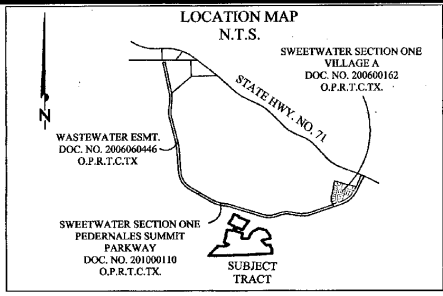 LOCATION MAP
N.T.S.
SWEETWATER SECTION ONE
VILLAGE A
DOC. NO. 200600162
O.P.R.T.C.TX.
STATE HWY. NO. 71
N
WASTEWATER ESMT.
DOC. NO. 2006060446
O.P.R.T.C.TX
SWEETWATER SECTION ONE
PEDERNALES SUMMIT
PARKWAY
DOC. NO. 201000110
O.P.R.T.C.TX.
SUBJECT
TRACT